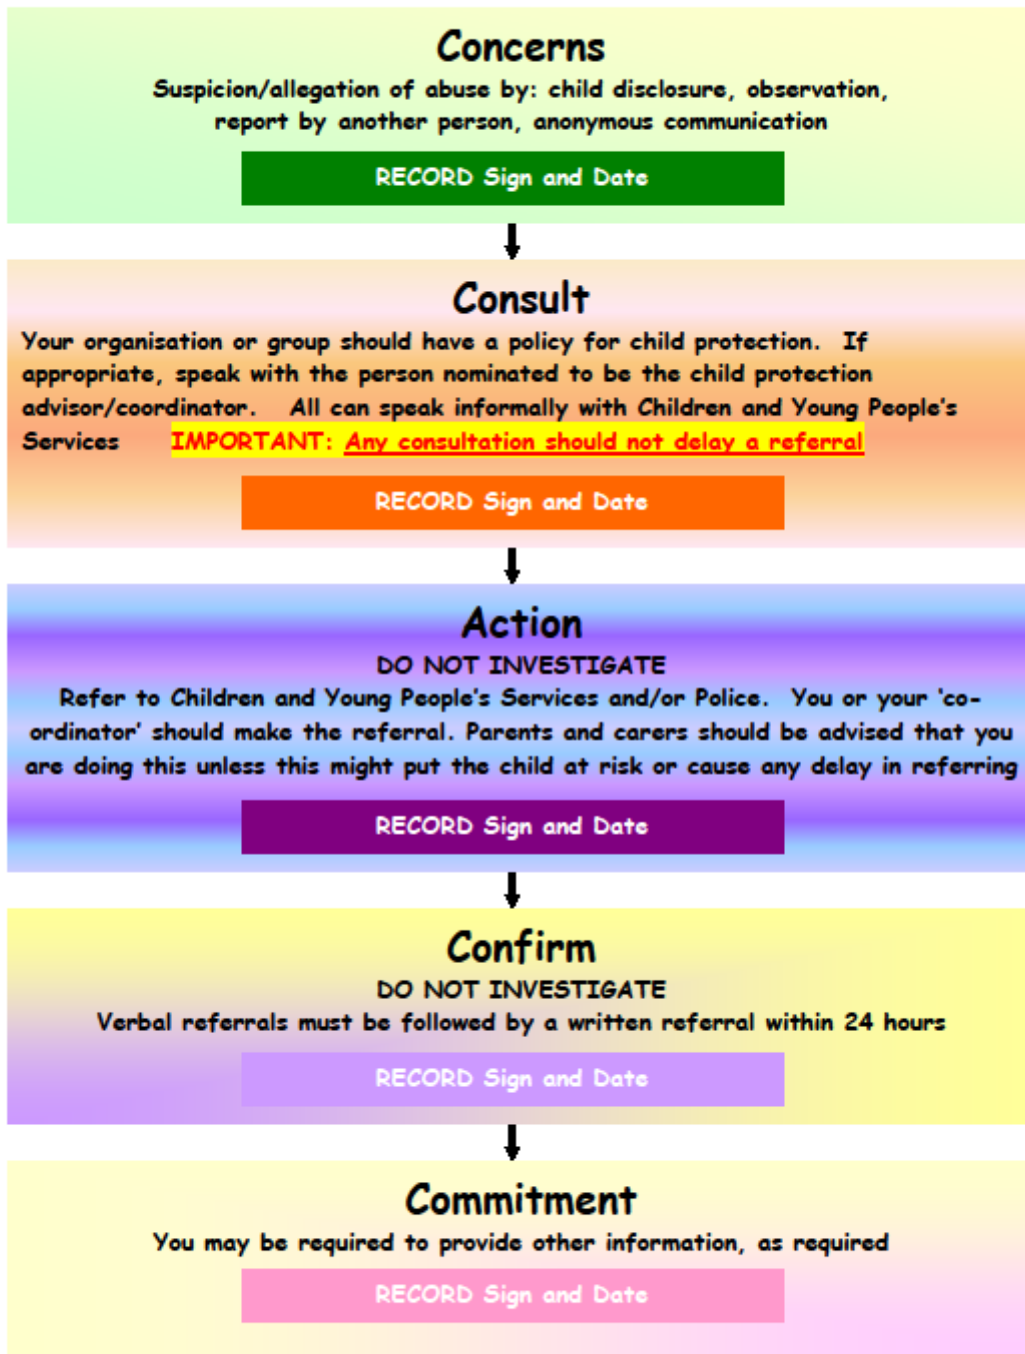 Concerns
Suspicion/allegation of abuse by: child disclosure, observation,
report by another person, anonymous communication
RECORD Sign and Date
Consult
Your organisation or group should have a policy for child protection. If
appropriate, speak with the person nominated to be the child protection
advisor/coordinator. All can speak informally with Children and Young People's
Services IMPORTANT: Any consultation should not delay a referral
RECORD Sign and Date
Action
DO NOT INVESTIGATE
Refer to Children and Young People's Services and/or Police. You or your 'co-
ordinator' should make the referral. Parents and carers should be advised that you
are doing this unless this might put the child at risk or cause any delay in referring
RECORD Sign and Date
Confirm
DO NOT INVESTIGATE
Verbal referrals must be followed by a written referral within 24 hours
RECORD Sign and Date
Commitment
You may be required to provide other information, as required
RECORD Sign and Date